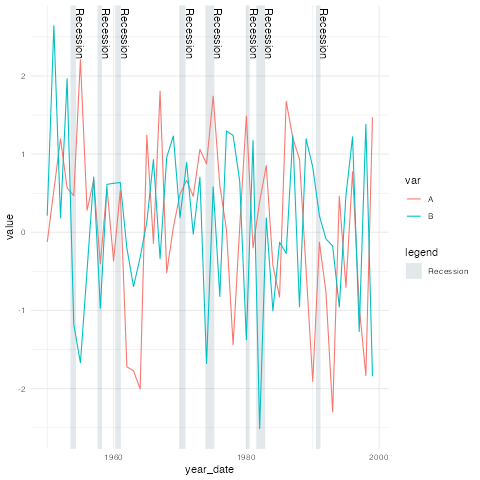 Recession
Recession
Recession
Recession
Recession
Recession
Recession
Recession
2
1
0
-1
-2
value
1960
1980
2000
year_date
var
A
B
legend
Recession